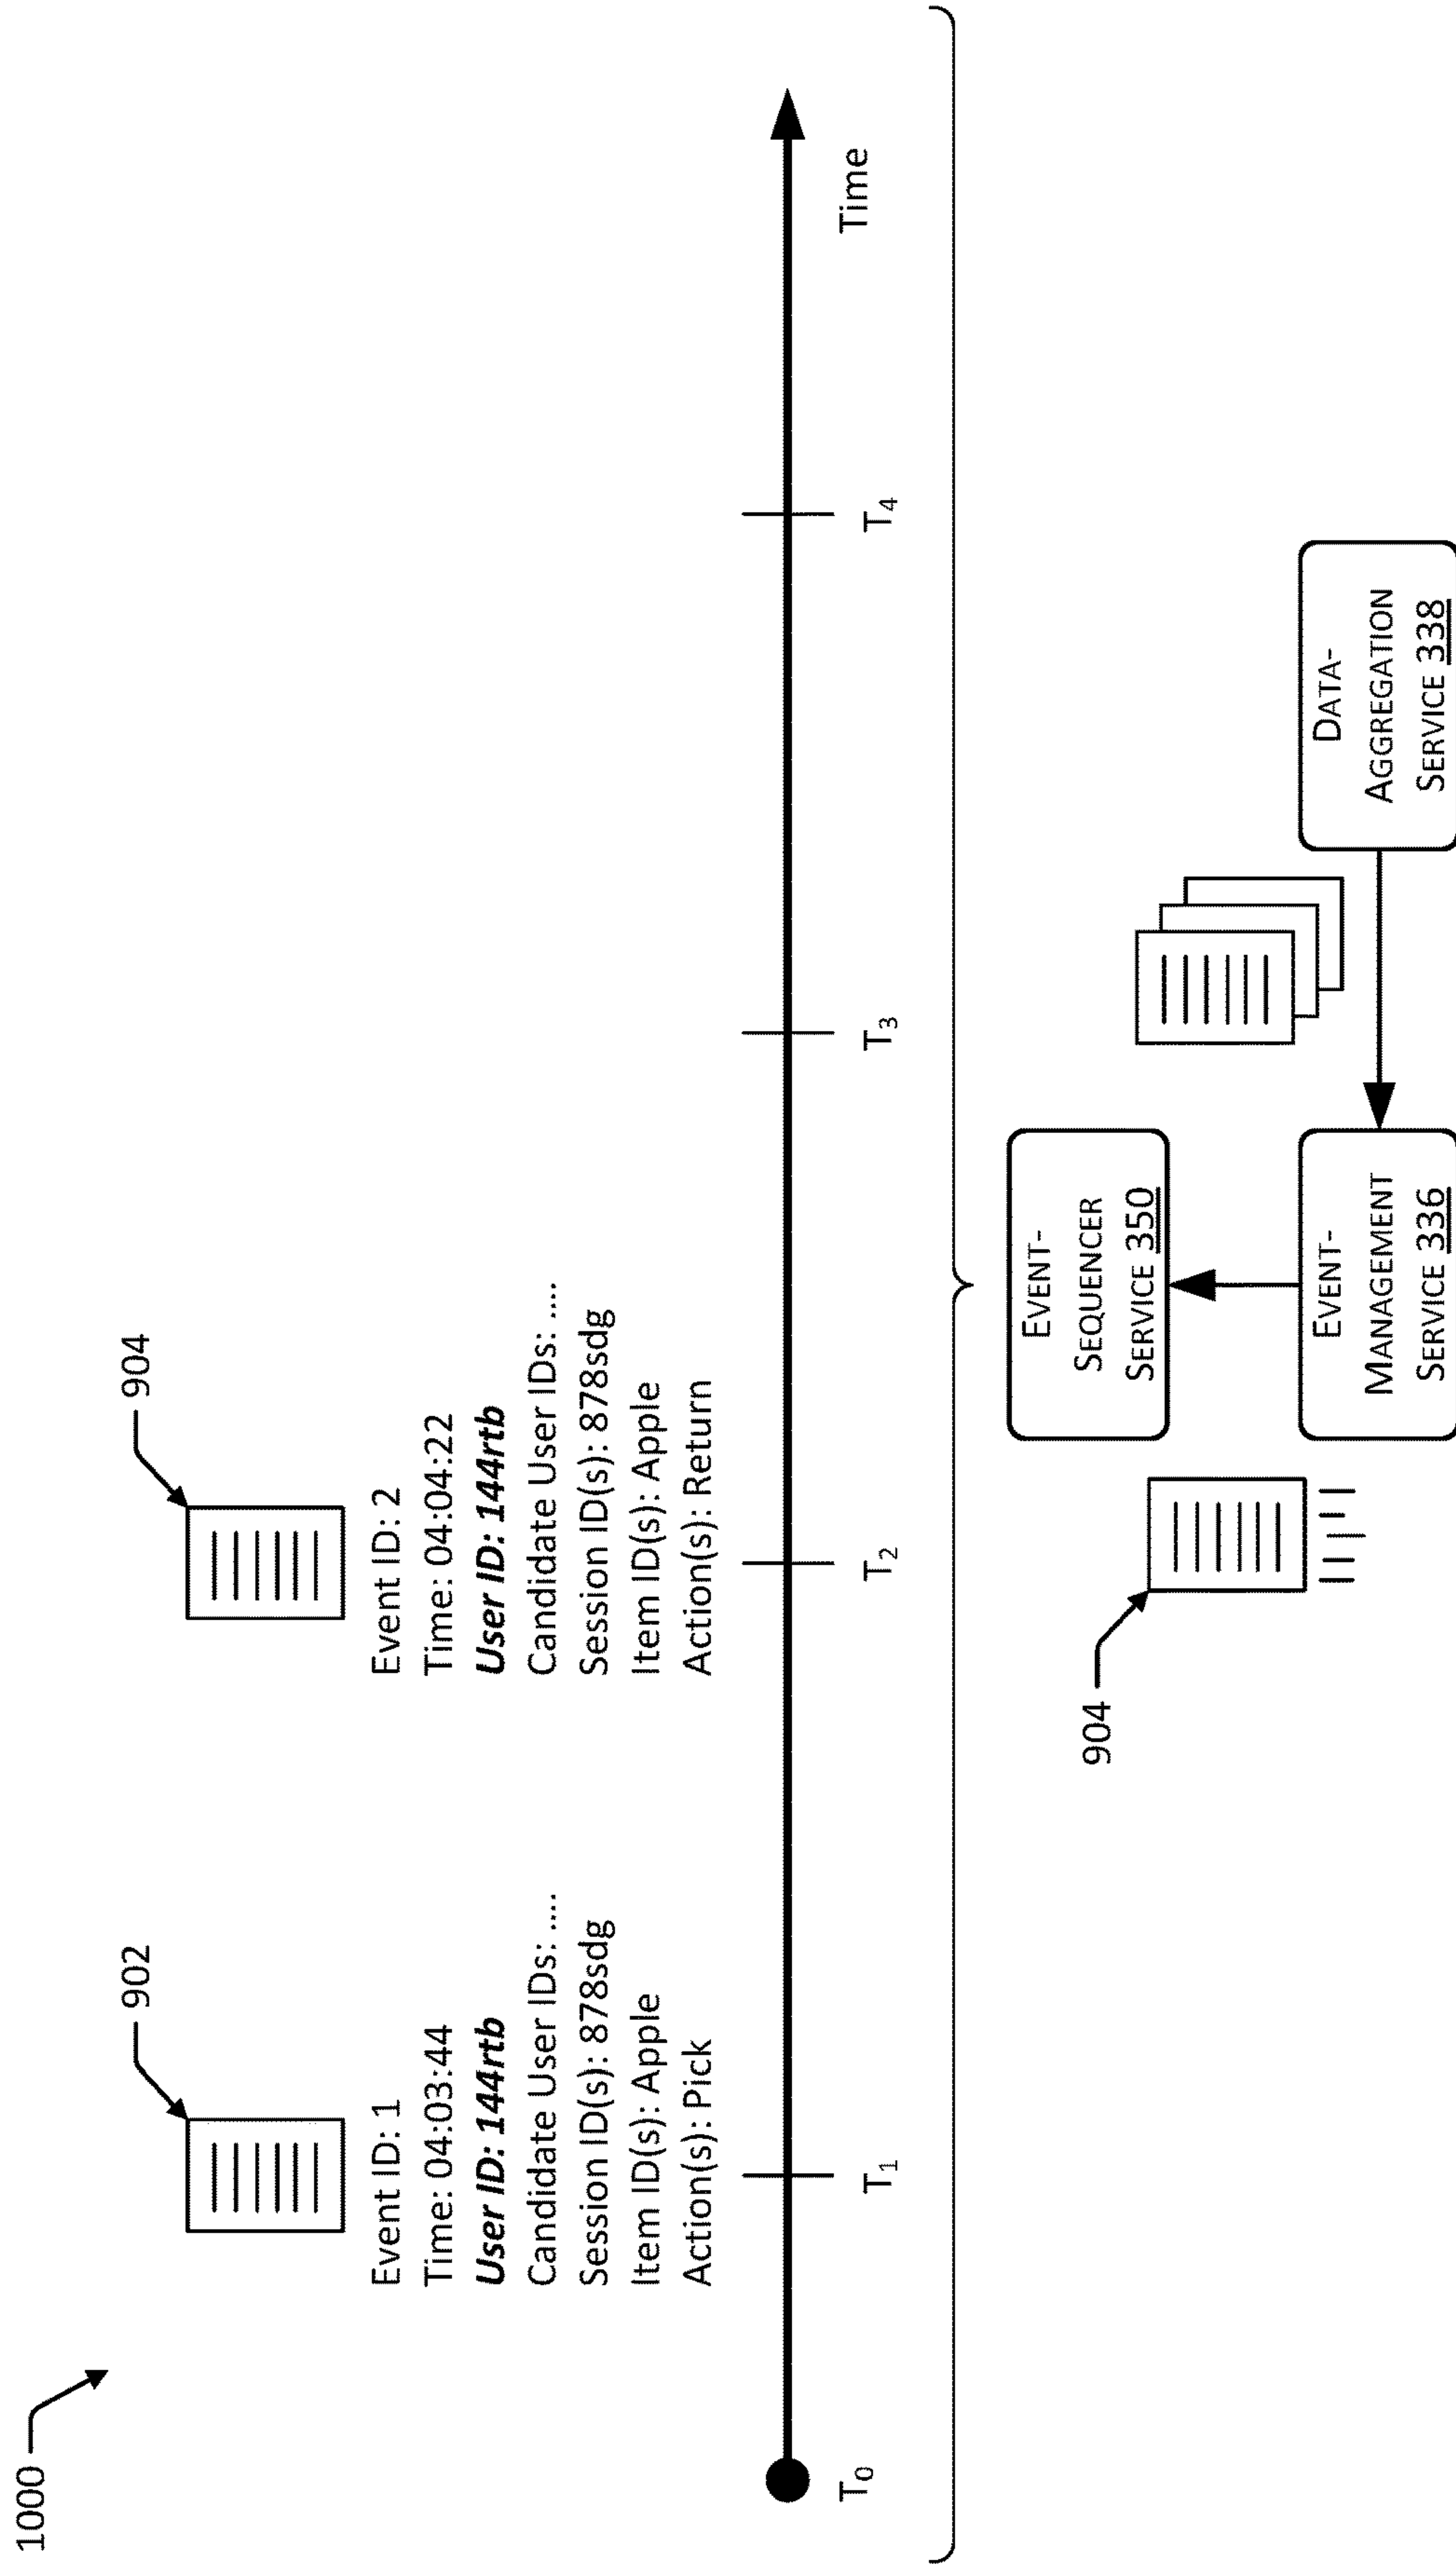 1000
902
Event ID: 1
Time: 04:03:44
User ID: 144rtb
Candidate User IDs: ....
Session ID(s): 878sdg
Item ID(s): Apple
Action(s): Pick
904
Event ID: 2
Time: 04:04:22
User ID: 144rtb
Candidate User IDs: ....
Session ID(s): 878sdg
Item ID(s): Apple
Action(s): Return
T0
T1
T2
T3
T4
Time
904
EVENT-
SEQUENCER
SERVICE 350
EVENT-
MANAGEMENT
SERVICE 336
DATA-
AGGREGATION
SERVICE 338